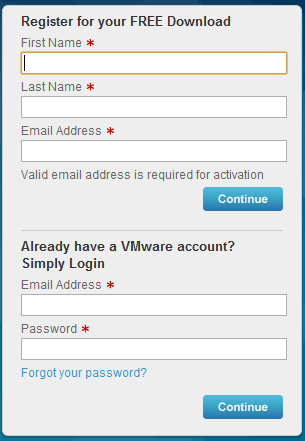 Register for your FREE Download
First Name *
Last Name *
Email Address *
Valid email address is required for activation
Continue
Already have a VMware account?
Simply Login
Email Address *
Password *
Forgot your password?
Continue